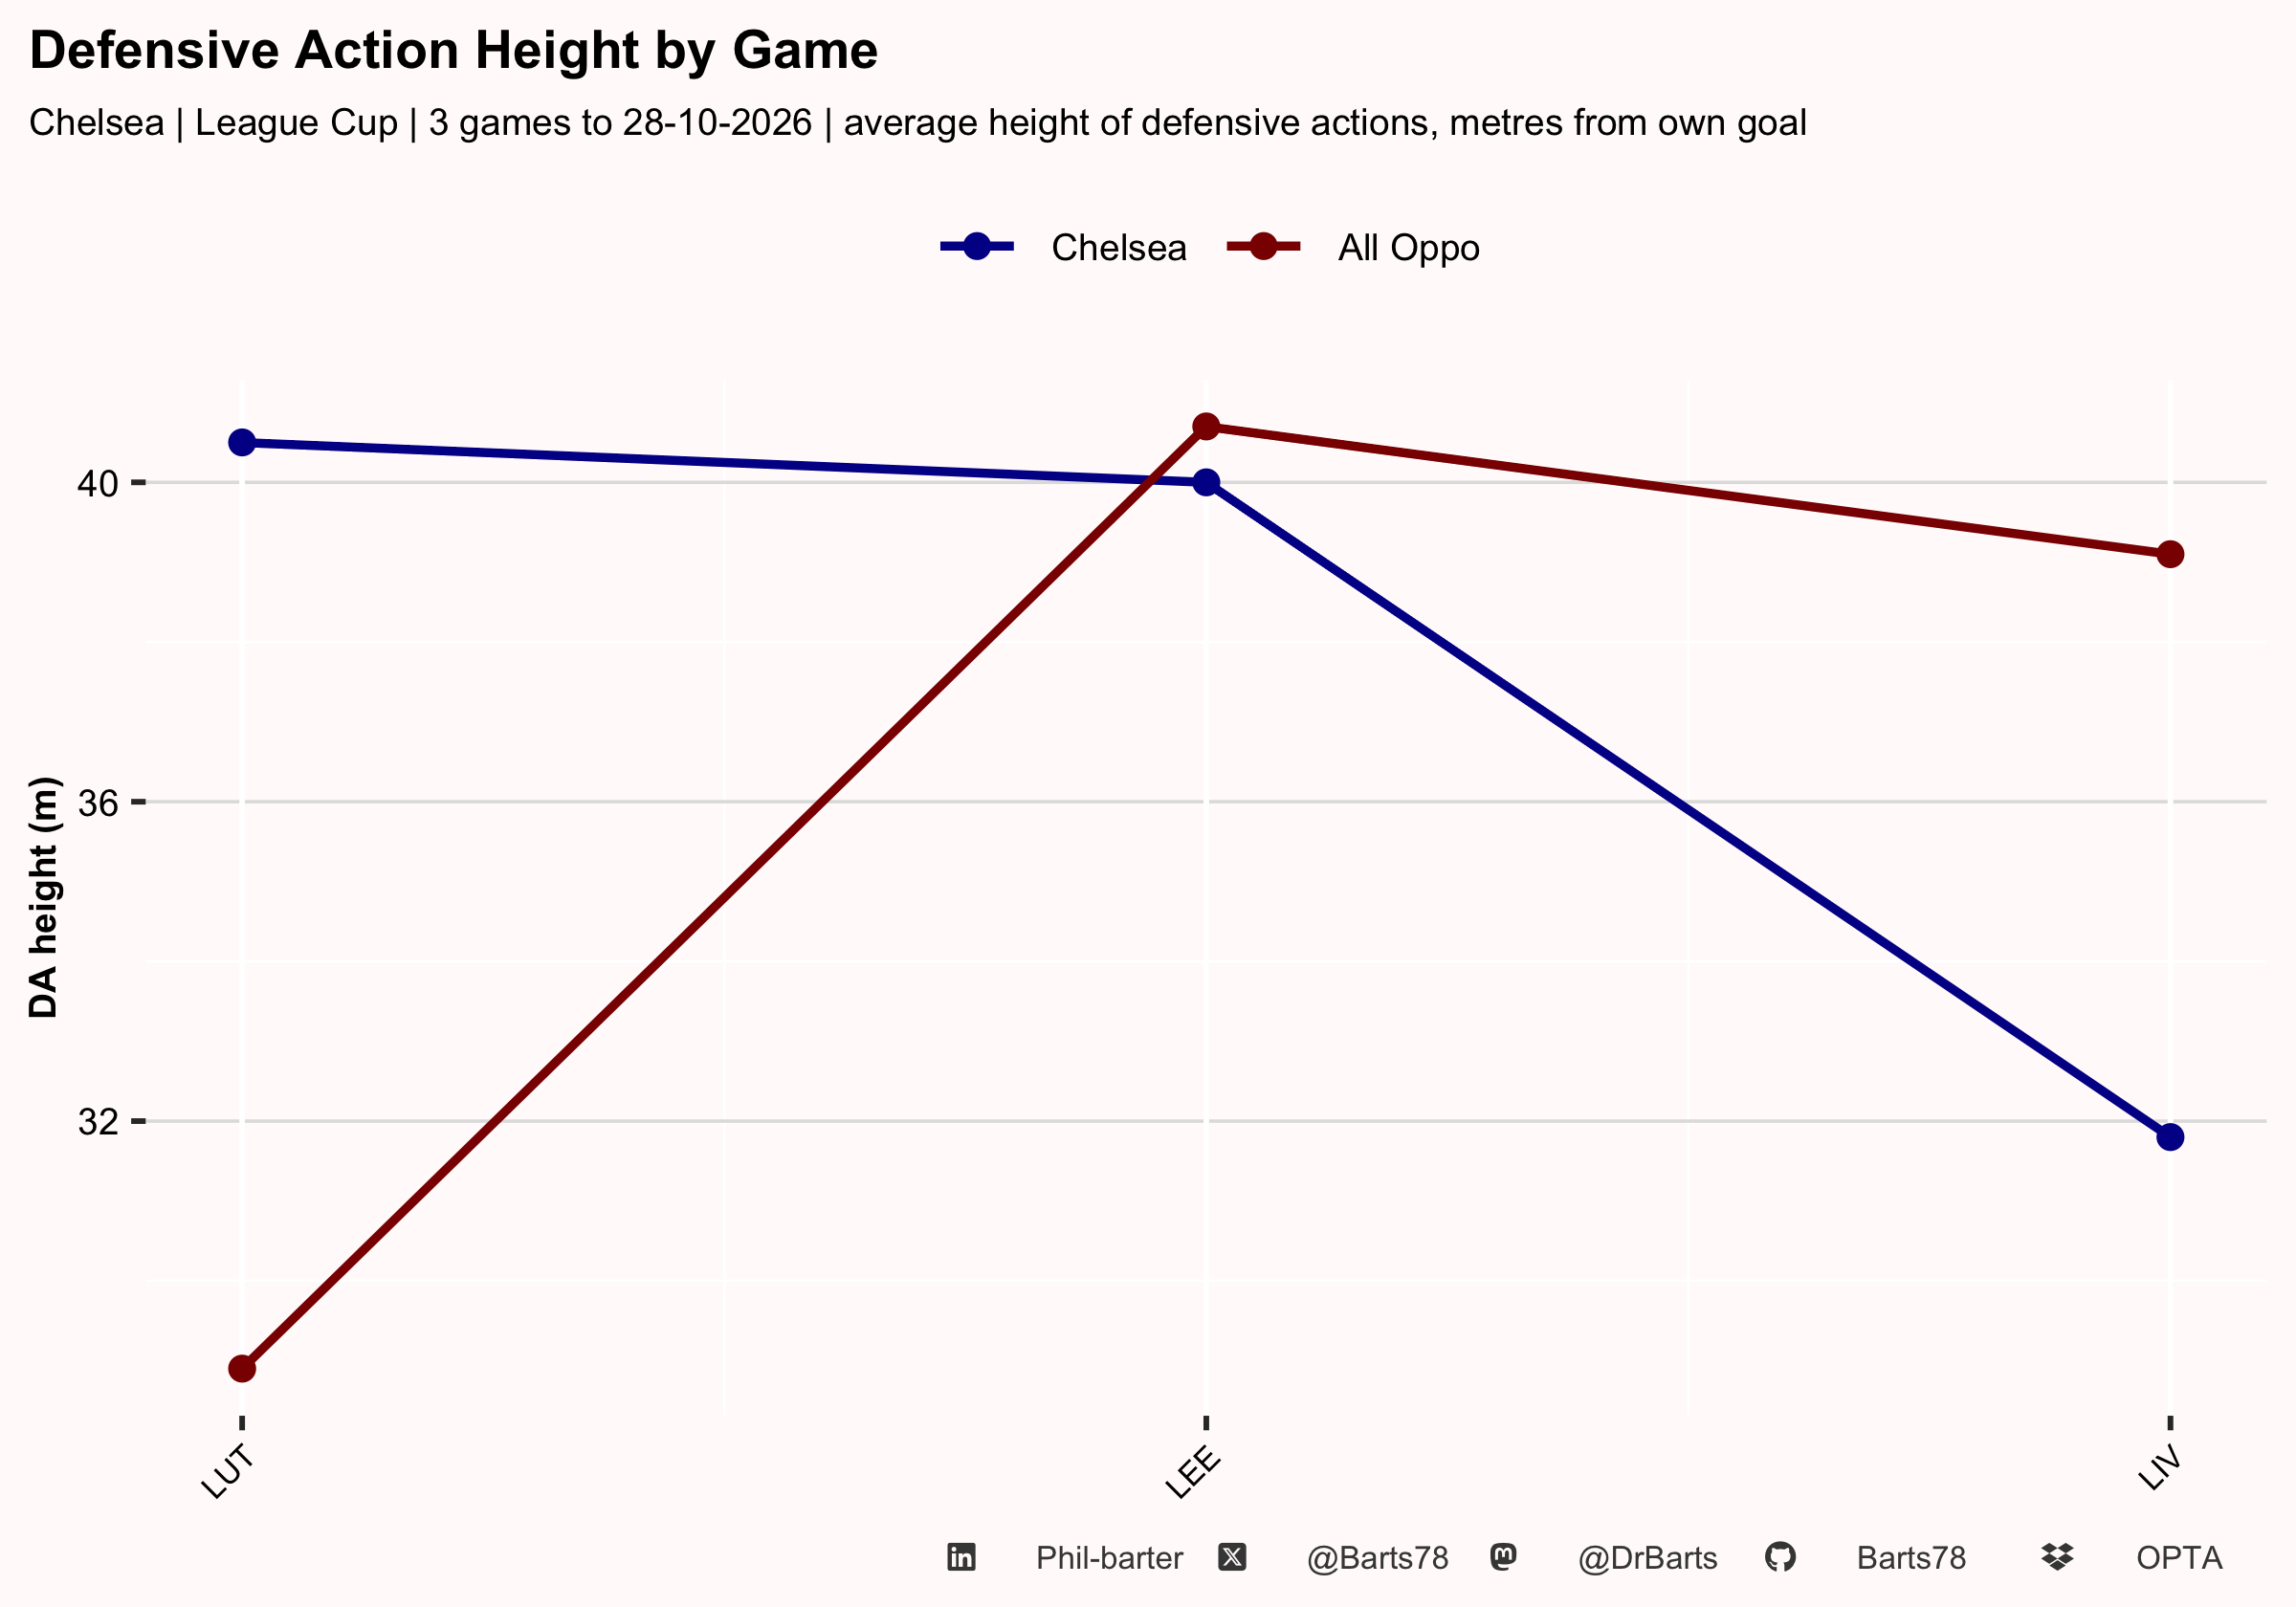 Defensive Action Height by Game
Chelsea | League Cup | 3 games to 28-10-2026 | average height of defensive actions, metres from own goal
Chelsea All Oppo
40
36
32
DA height (m)
LUT LEE LIV
Phil-barter @Barts78 @DrBarts Barts78 OPTA